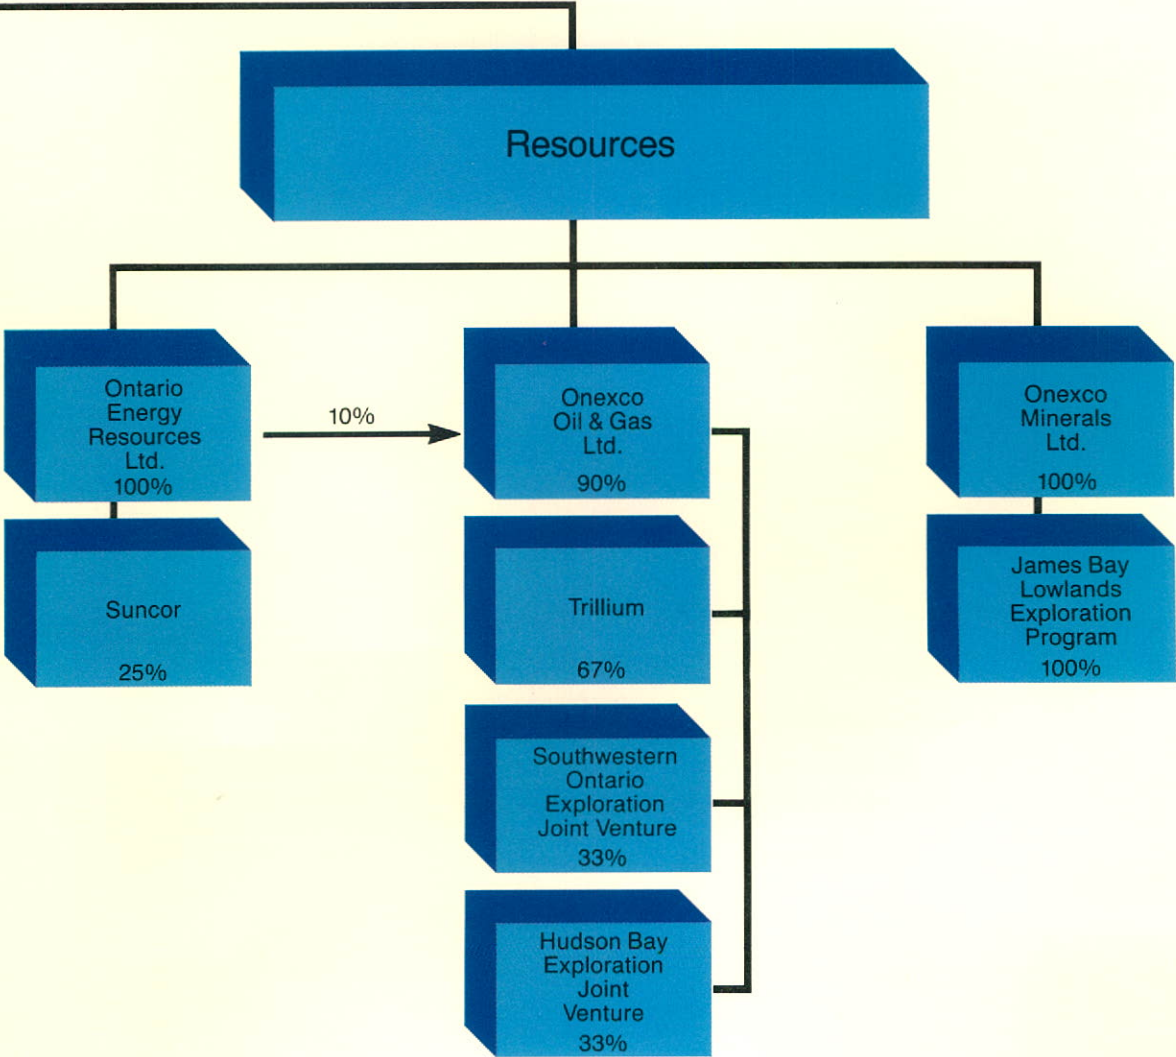 Resources
Ontario
Energy
Resources
Ltd.
100%
10%
Onexco
Oil & Gas
Ltd.
90%
Onexco
Minerals
Ltd.
100%
Suncor
25%
Trillium
67%
James Bay
Lowlands
Exploration
Program
100%
Southwestern
Ontario
Exploration
Joint Venture
33%
Hudson Bay
Exploration
Joint
Venture
33%